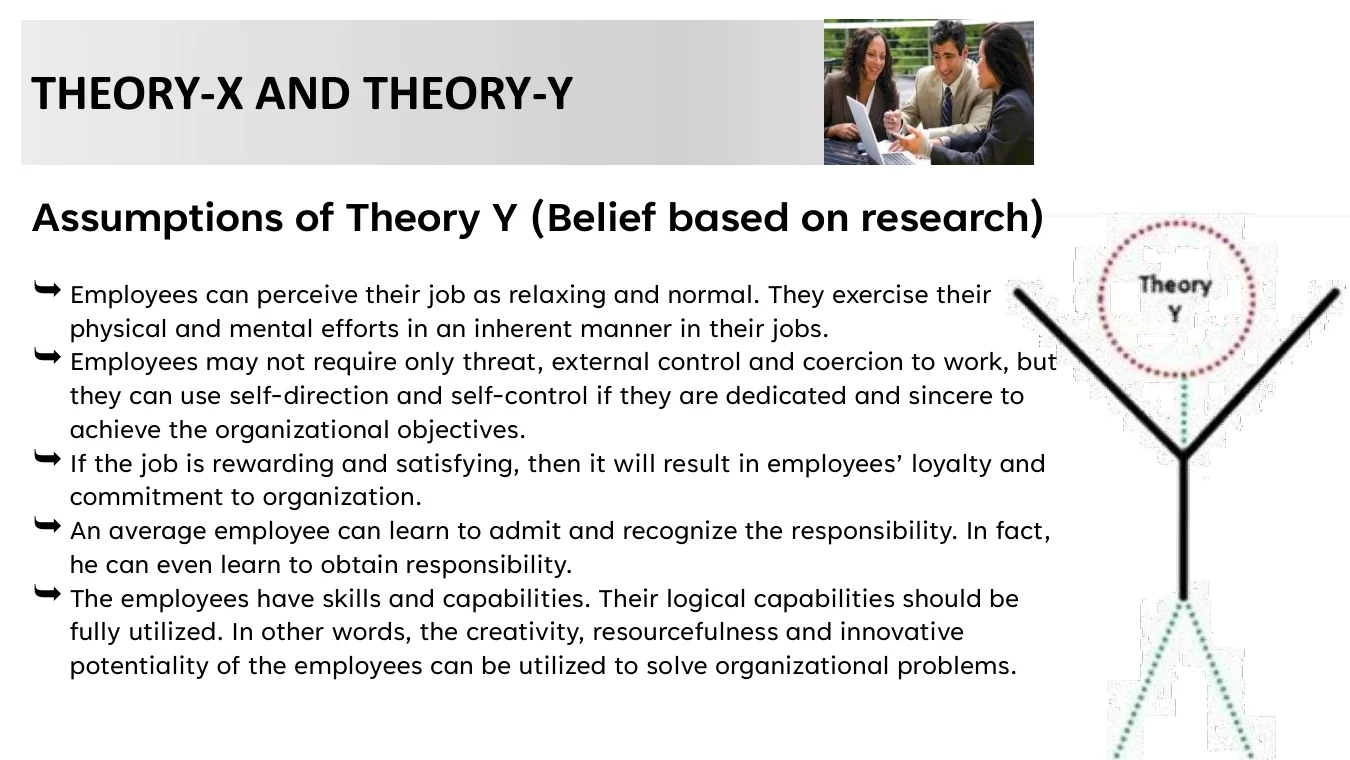 THEORY-X AND THEORY-Y
Assumptions of Theory Y (Belief based on research)
Employees can perceive their job as relaxing and normal. They exercise their
physical and mental efforts in an inherent manner in their jobs.
Employees may not require only threat, external control and coercion to work, but
they can use self-direction and self-control if they are dedicated and sincere to
achieve the organizational objectives.
If the job is rewarding and satisfying, then it will result in employees’ loyalty and
commitment to organization.
An average employee can learn to admit and recognize the responsibility. In fact,
he can even learn to obtain responsibility.
The employees have skills and capabilities. Their logical capabilities should be
fully utilized. In other words, the creativity, resourcefulness and innovative
potentiality of the employees can be utilized to solve organizational problems.
Theory
Y